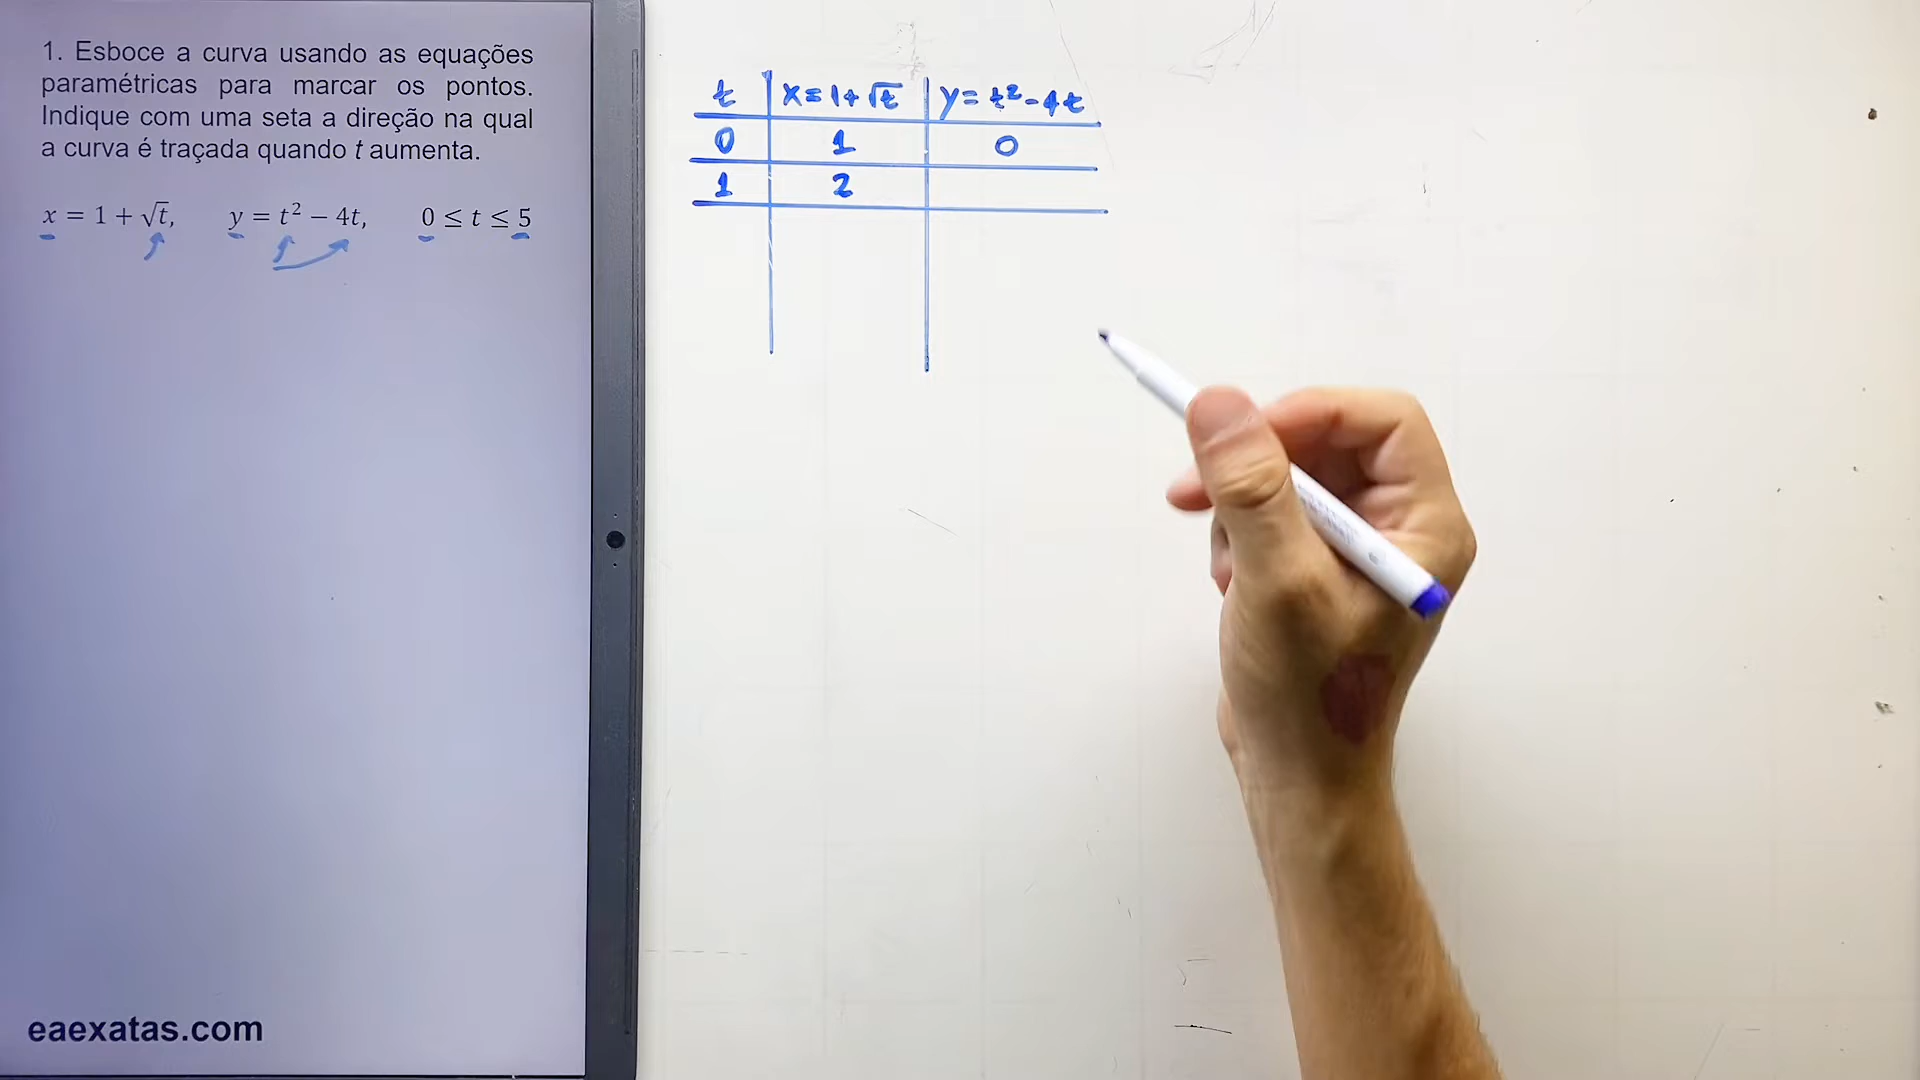 1. Esboce a curva usando as equações
paramétricas para marcar os pontos.
Indique com uma seta a direção na qual
a curva é traçada quando t aumenta.
x = 1 + √t, y = t² − 4t, 0 ≤ t ≤ 5
eaexatas.com
t x = 1 + √t y = t² - 4t
0 1 0
1 2